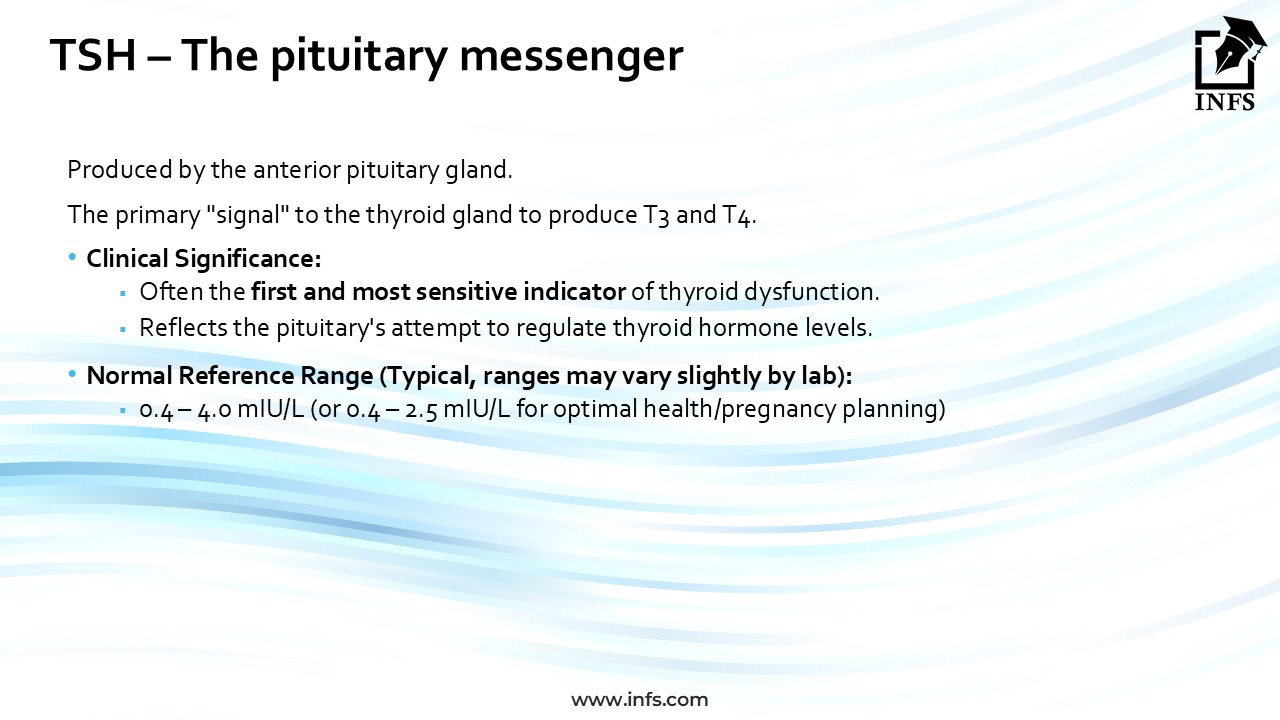 TSH – The pituitary messenger
INFS
Produced by the anterior pituitary gland.
The primary "signal" to the thyroid gland to produce T3 and T4.
• Clinical Significance:
▪ Often the first and most sensitive indicator of thyroid dysfunction.
▪ Reflects the pituitary's attempt to regulate thyroid hormone levels.
• Normal Reference Range (Typical, ranges may vary slightly by lab):
▪ 0.4 – 4.0 mIU/L (or 0.4 – 2.5 mIU/L for optimal health/pregnancy planning)
www.infs.com